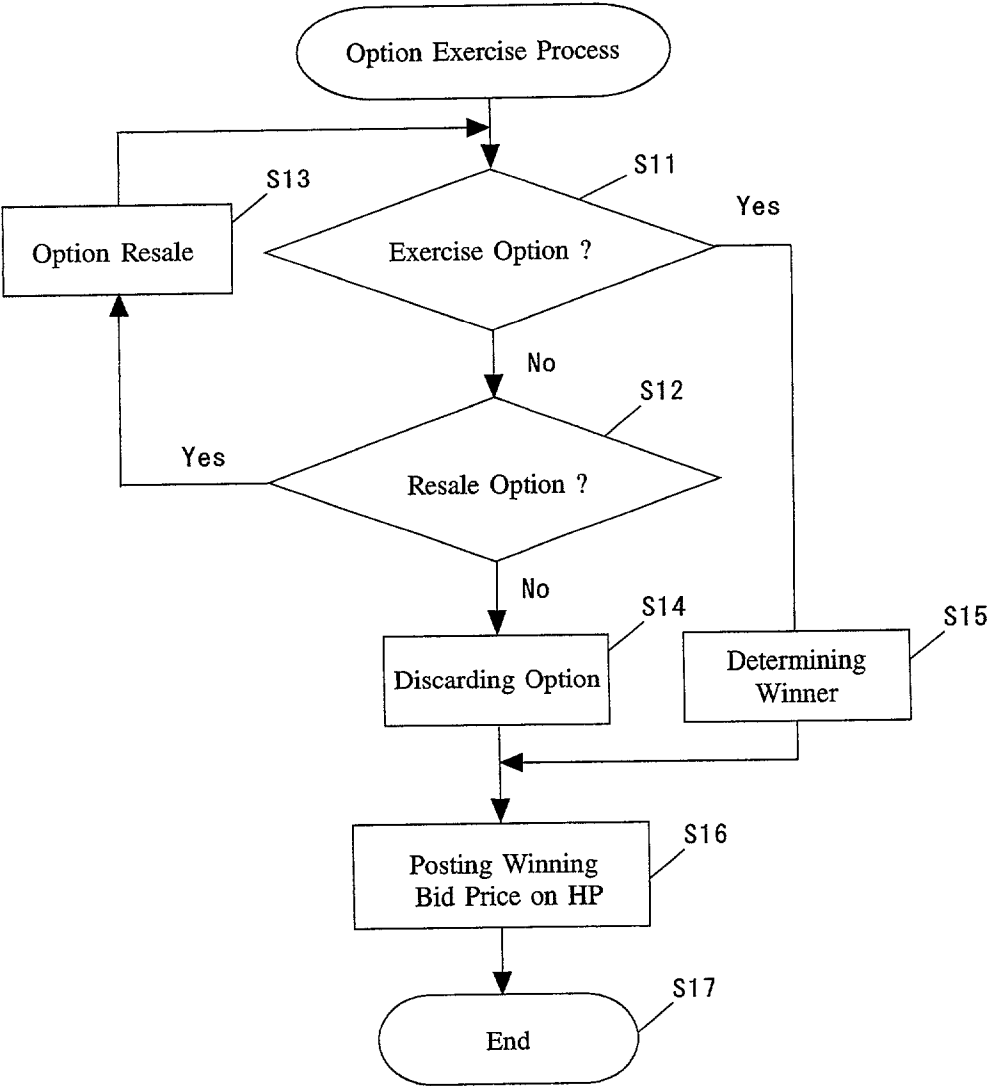 Option Exercise Process
S11
S13
Yes
Option Resale
Exercise Option ?
No
S12
Yes
Resale Option ?
No
S14
S15
Discarding Option
Determining
Winner
S16
Posting Winning
Bid Price on HP
S17
End